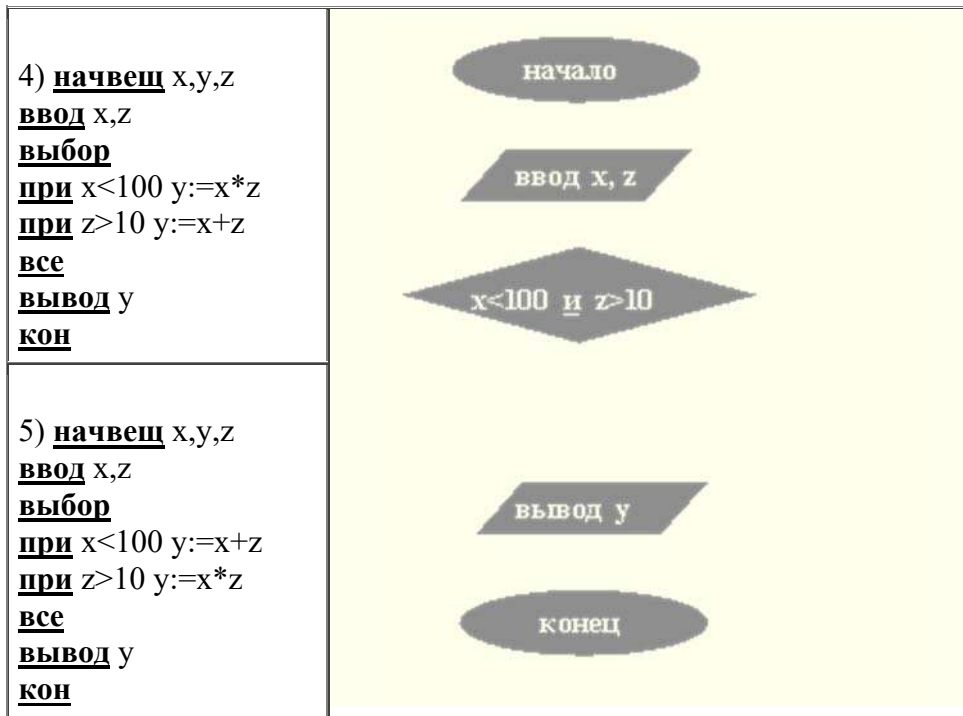 4) начвещ x,y,z
ввод x,z
выбор
при x<100 y:=x*z
при z>10 y:=x+z
все
вывод y
кон
5) начвещ x,y,z
ввод x,z
выбор
при x<100 y:=x+z
при z>10 y:=x*z
все
вывод y
кон
начало
ввод x, z
x<100 и z>10
вывод y
конец